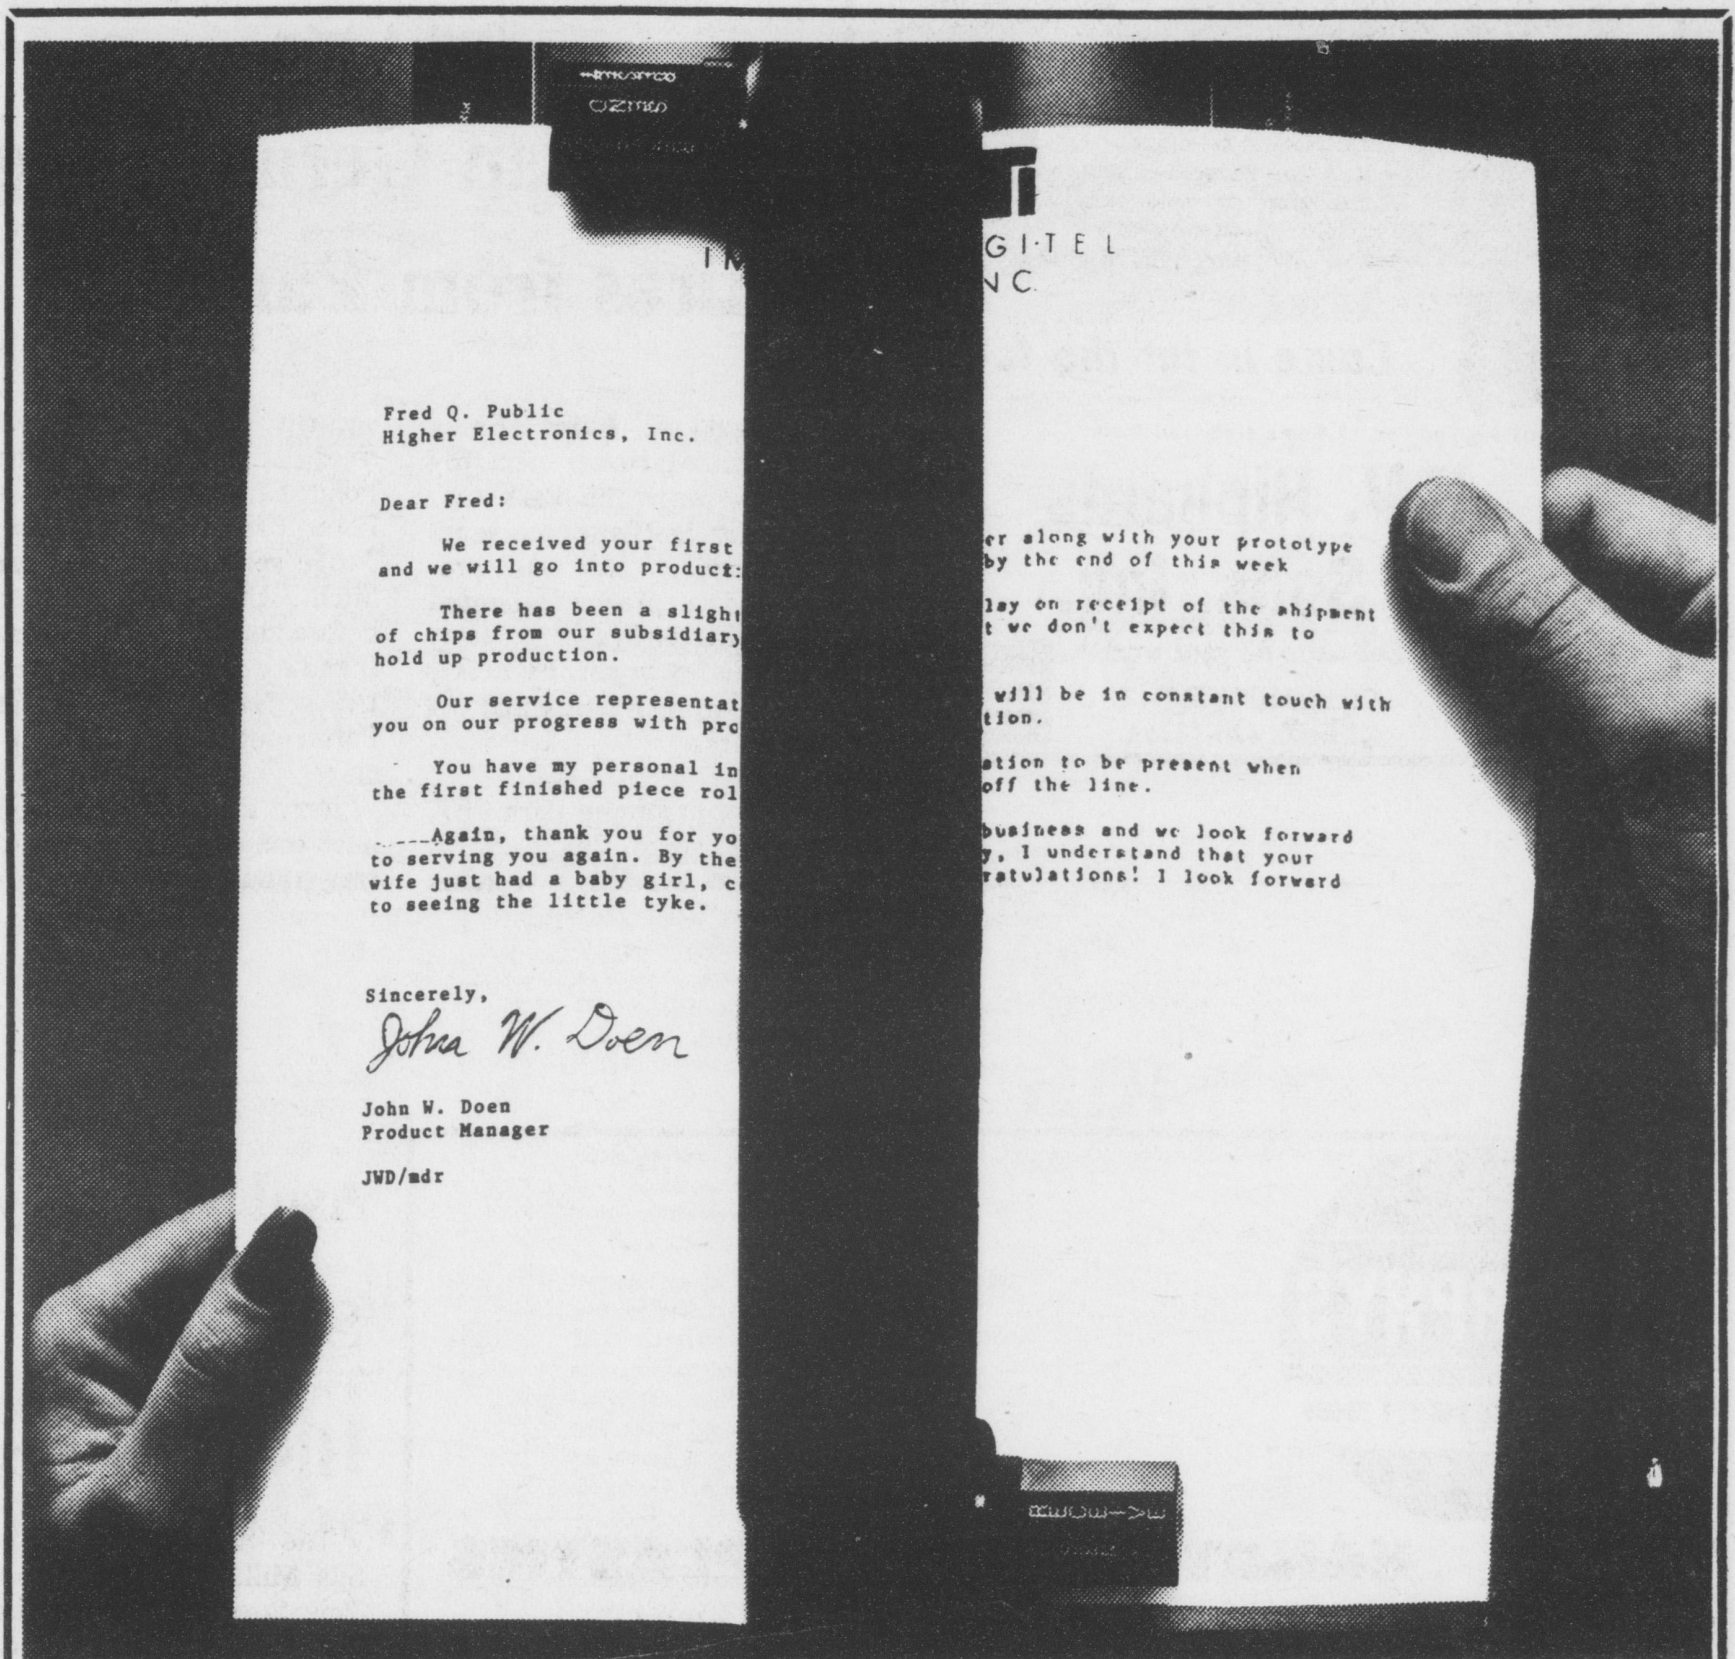 SEND
GI·TEL
NC.
Fred Q. Public
Higher Electronics, Inc.
Dear Fred:
We received your first er along with your prototype
and we will go into product by the end of this week
There has been a slight lay on receipt of the shipment
of chips from our subsidiary t we don't expect this to
hold up production.
Our service representat will be in constant touch with
you on our progress with pro tion.
You have my personal in ation to be present when
the first finished piece rol off the line.
Again, thank you for yo business and we look forward
to serving you again. By the y, I understand that your
wife just had a baby girl, c ratulations! I look forward
to seeing the little tyke.
Sincerely,
John W. Doen
John W. Doen
Product Manager
JWD/mdr
RECEIVE